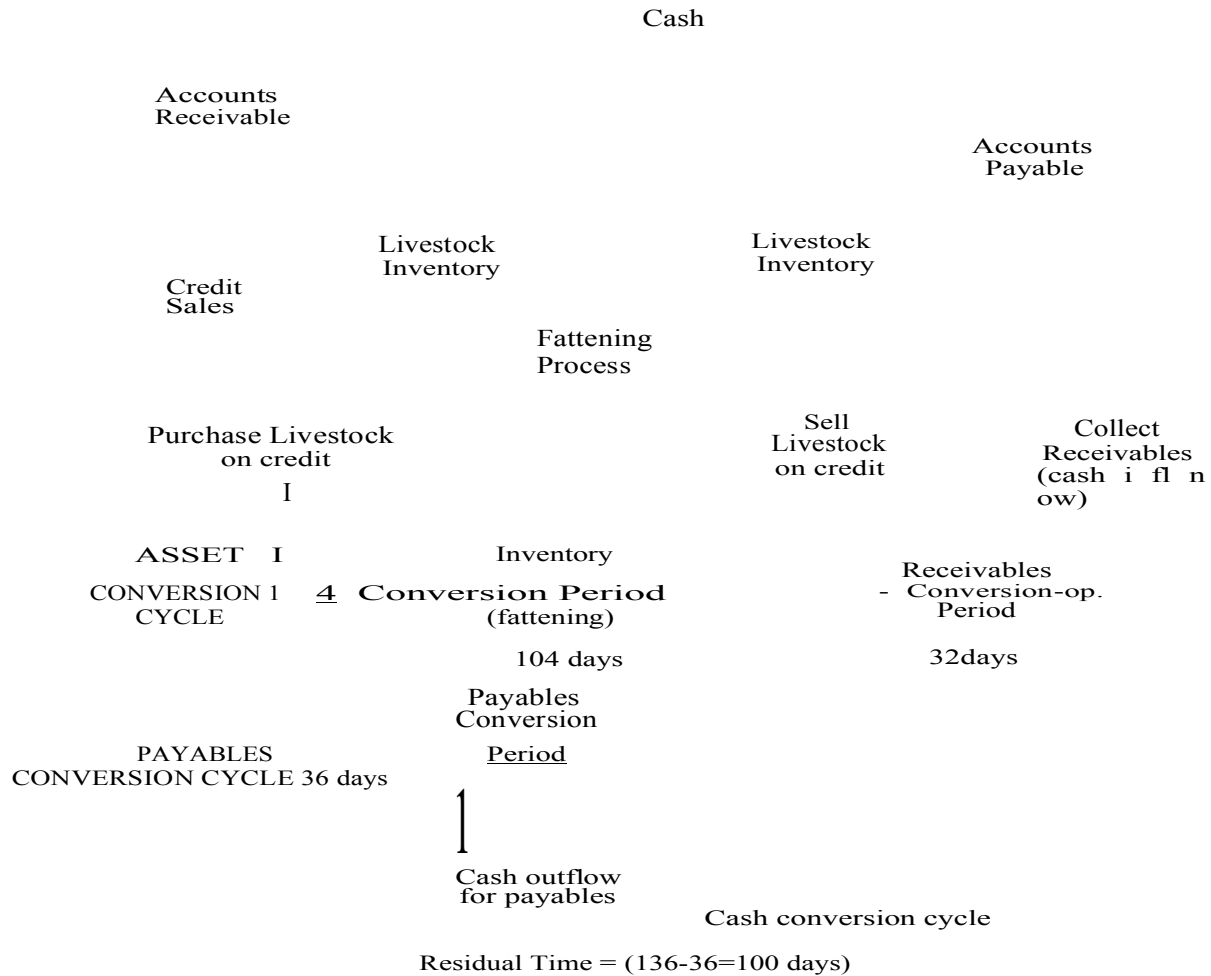 Cash
Accounts
Receivable
Accounts
Payable
Livestock
Inventory
Livestock
Inventory
Credit
Sales
Fattening
Process
Purchase Livestock
on credit
I
Sell
Livestock
on credit
Collect
Receivables
(cash i fl n
ow)
ASSET I
CONVERSION 1
CYCLE
Inventory
4 Conversion Period
(fattening)
104 days
Receivables
- Conversion-op.
Period
32days
Payables
Conversion
Period
PAYABLES
CONVERSION CYCLE 36 days
1
Cash outflow
for payables
Cash conversion cycle
Residual Time = (136-36=100 days)